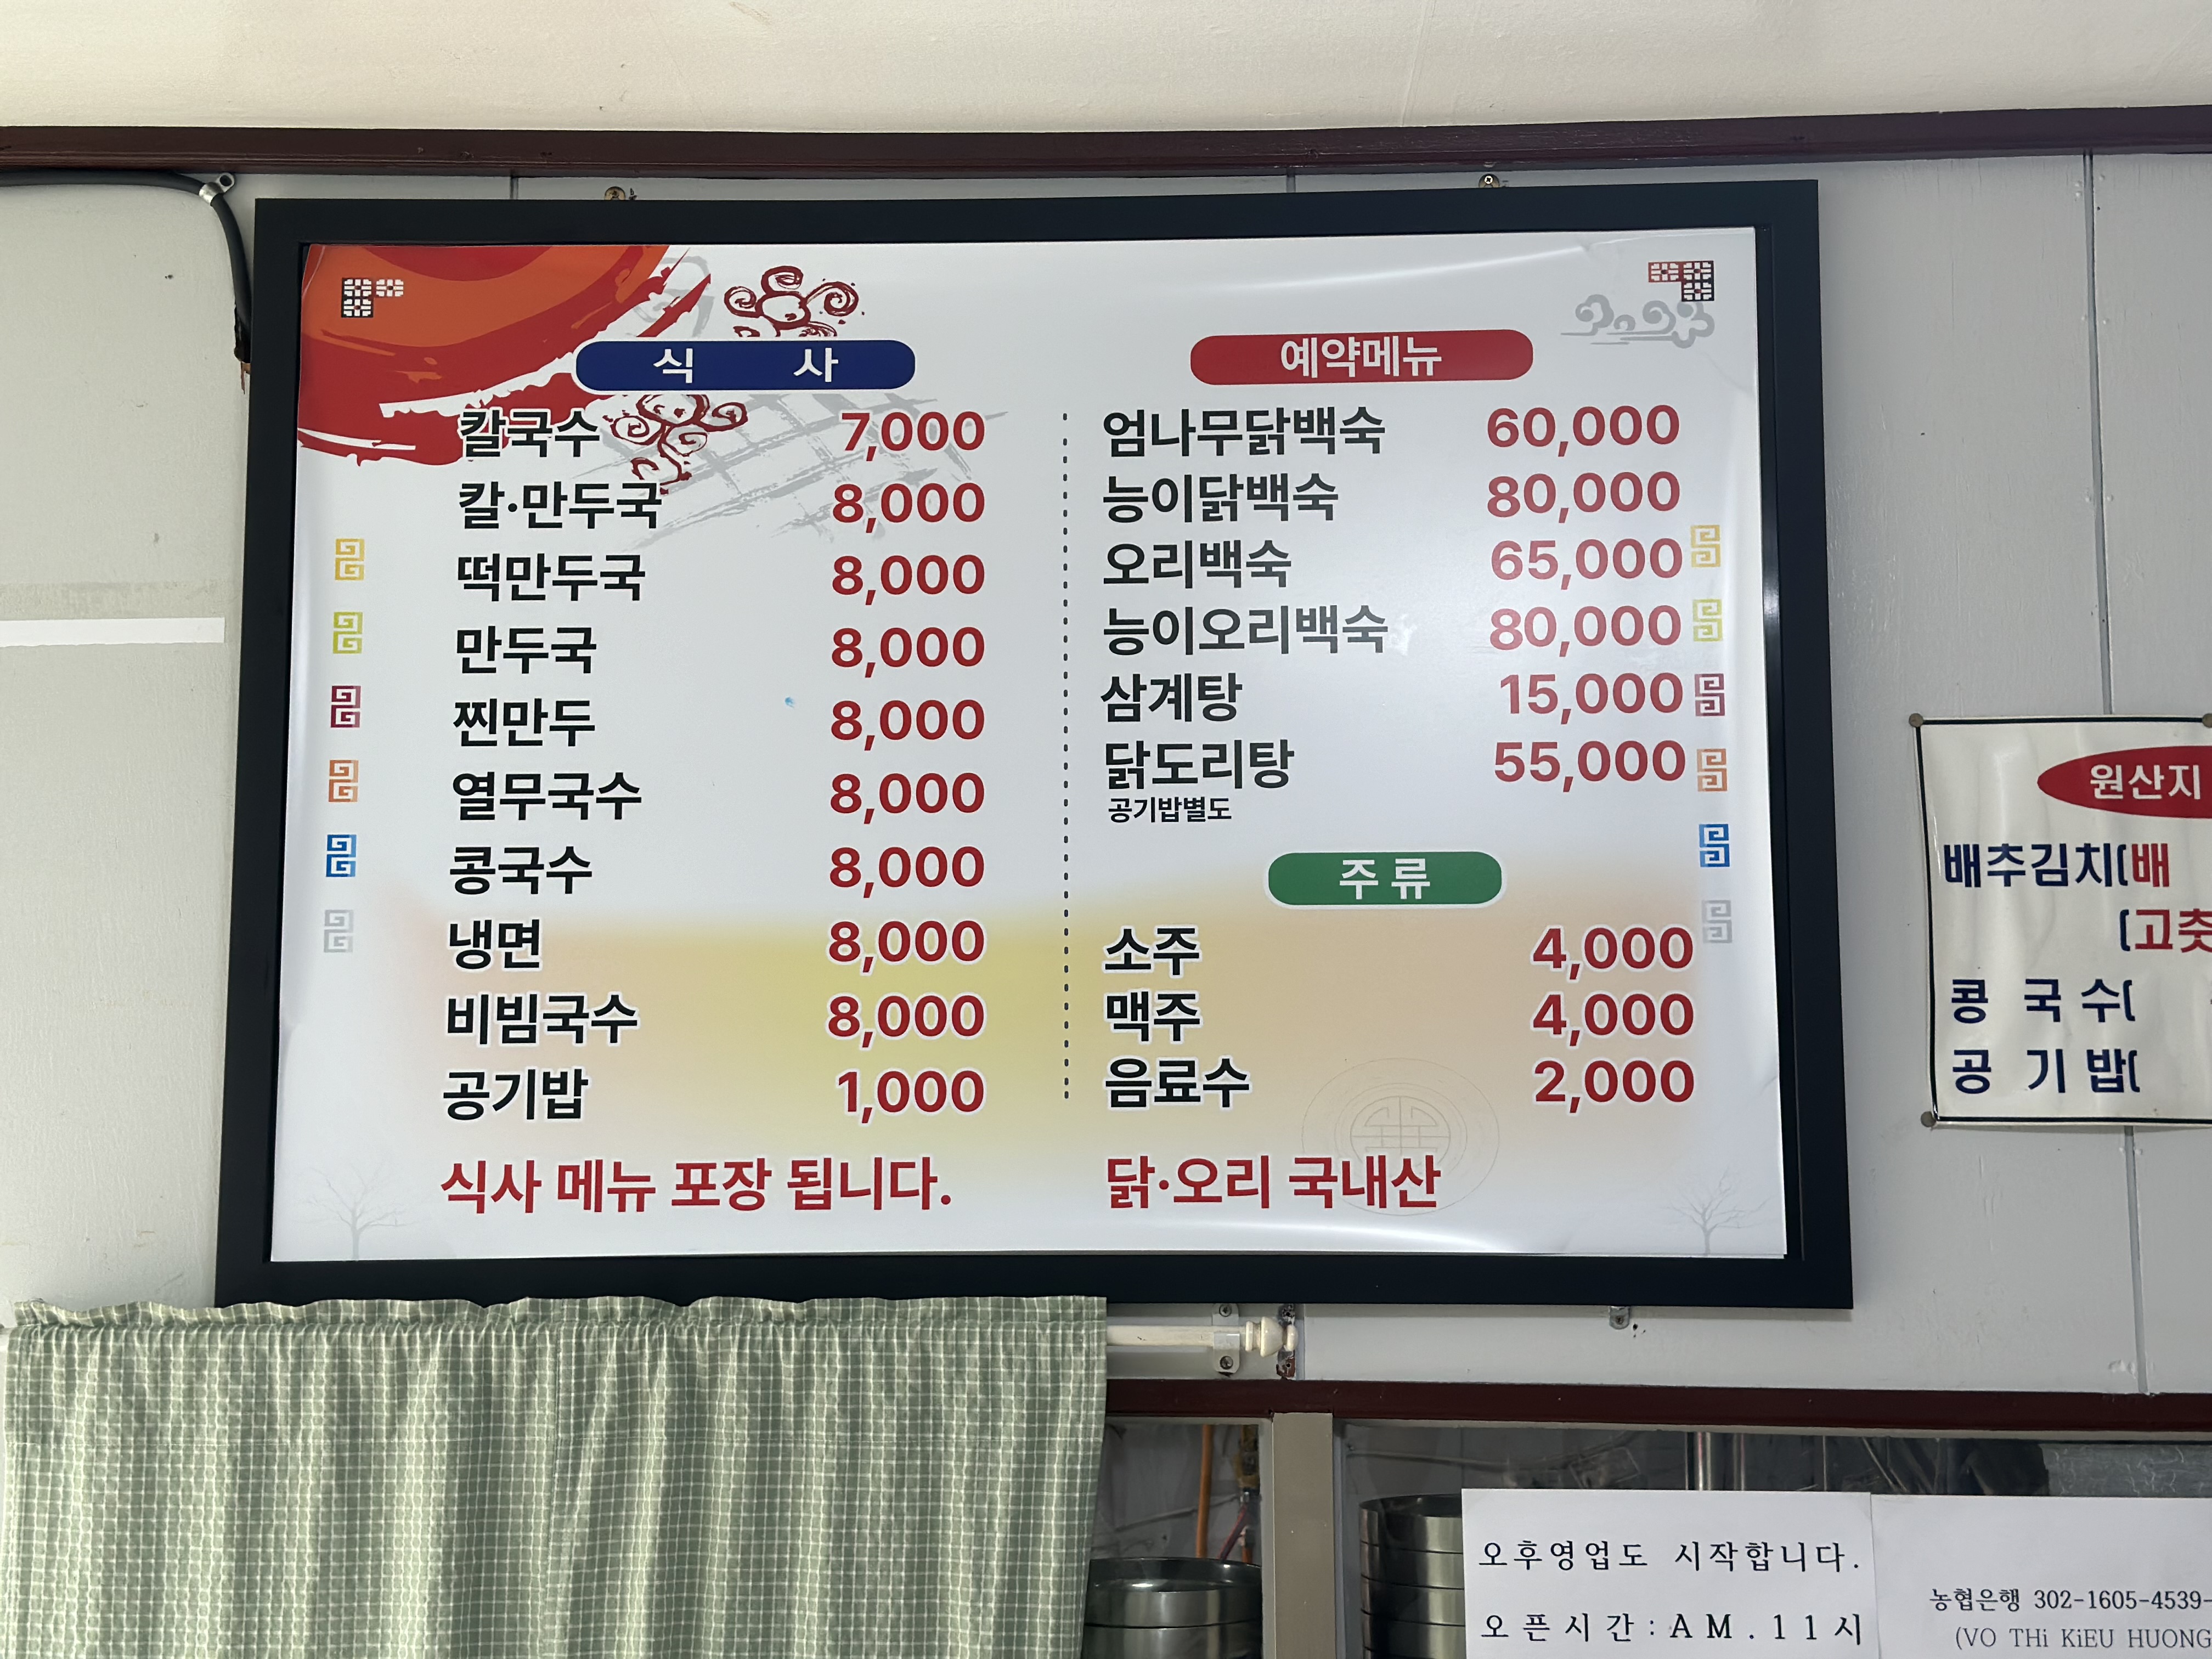 식 사
칼국수 7,000
칼·만두국 8,000
떡만두국 8,000
만두국 8,000
찐만두 8,000
열무국수 8,000
콩국수 8,000
냉면 8,000
비빔국수 8,000
공기밥 1,000
식사 메뉴 포장 됩니다.
예약메뉴
엄나무닭백숙 60,000
능이닭백숙 80,000
오리백숙 65,000
능이오리백숙 80,000
삼계탕 15,000
닭도리탕 55,000
공기밥별도
주류
소주 4,000
맥주 4,000
음료수 2,000
닭·오리 국내산
원산지
배추김치(배
(고춧
콩 국 수(
공 기 밥(
오후영업도 시작합니다.
오픈시간:AM.11시
농협은행 302-1605-4539-
(VO THi KiEU HUONG